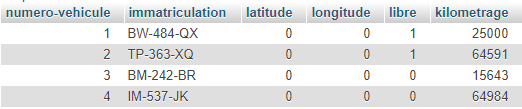 numero-vehicule immatriculation latitude longitude libre kilometrage
1 BW-484-QX 0 0 1 25000
2 TP-363-XQ 0 0 1 64591
3 BM-242-BR 0 0 0 15643
4 IM-537-JK 0 0 0 64984